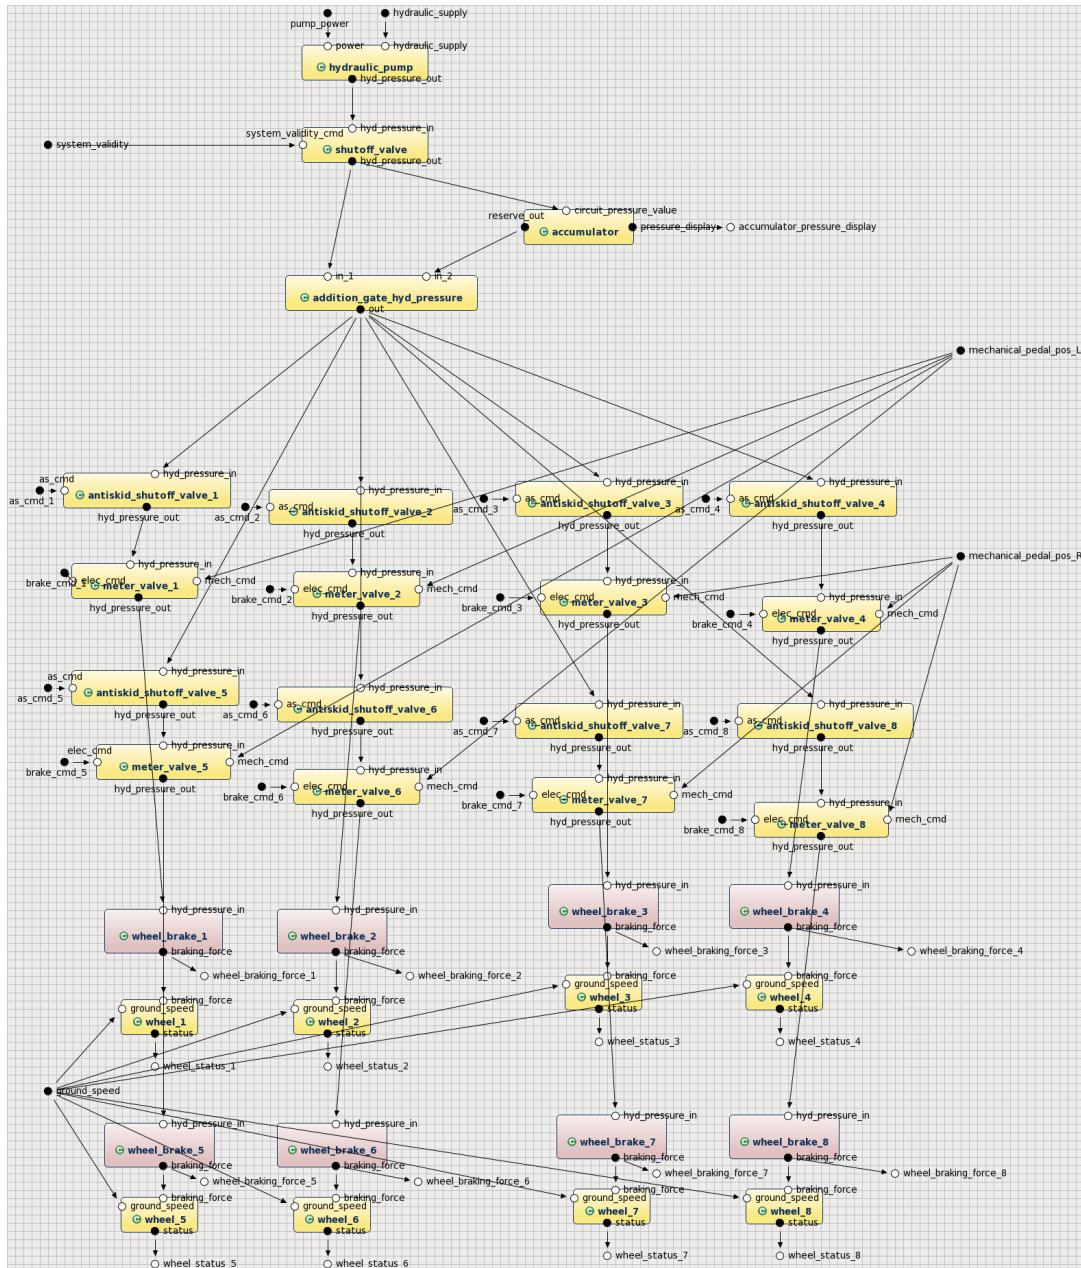 hydraulic_supply
pump_power
power
hydraulic_supply
hydraulic_pump
hyd_pressure_out
hyd_pressure_in
system_validity_cmd
system_validity
shutoff_valve
hyd_pressure_out
circuit_pressure_value
reserve_out
pressure_display
accumulator_pressure_display
accumulator
in_1
in_2
addition_gate_hyd_pressure
out
mechanical_pedal_pos_L
hyd_pressure_in
as_cmd
antiskid_shutoff_valve_1
as_cmd_1
hyd_pressure_out
hyd_pressure_in
as_cmd
antiskid_shutoff_valve_2
as_cmd_2
hyd_pressure_out
hyd_pressure_in
as_cmd
antiskid_shutoff_valve_3
as_cmd_3
hyd_pressure_out
hyd_pressure_in
as_cmd
antiskid_shutoff_valve_4
as_cmd_4
hyd_pressure_out
mechanical_pedal_pos_R
hyd_pressure_in
brake_cmd_1
elec_cmd
meter_valve_1
mech_cmd
hyd_pressure_out
hyd_pressure_in
brake_cmd_2
elec_cmd
meter_valve_2
mech_cmd
hyd_pressure_out
hyd_pressure_in
brake_cmd_3
elec_cmd
meter_valve_3
mech_cmd
hyd_pressure_out
hyd_pressure_in
brake_cmd_4
elec_cmd
meter_valve_4
mech_cmd
hyd_pressure_out
hyd_pressure_in
as_cmd
antiskid_shutoff_valve_5
as_cmd_5
hyd_pressure_out
hyd_pressure_in
as_cmd
antiskid_shutoff_valve_6
as_cmd_6
hyd_pressure_out
hyd_pressure_in
as_cmd
antiskid_shutoff_valve_7
as_cmd_7
hyd_pressure_out
hyd_pressure_in
as_cmd
antiskid_shutoff_valve_8
as_cmd_8
hyd_pressure_out
hyd_pressure_in
elec_cmd
brake_cmd_5
meter_valve_5
mech_cmd
hyd_pressure_out
hyd_pressure_in
elec_cmd
brake_cmd_6
meter_valve_6
mech_cmd
hyd_pressure_out
hyd_pressure_in
elec_cmd
brake_cmd_7
meter_valve_7
mech_cmd
hyd_pressure_out
hyd_pressure_in
elec_cmd
brake_cmd_8
meter_valve_8
mech_cmd
hyd_pressure_out
hyd_pressure_in
wheel_brake_1
braking_force
wheel_braking_force_1
hyd_pressure_in
wheel_brake_2
braking_force
wheel_braking_force_2
hyd_pressure_in
wheel_brake_3
braking_force
wheel_braking_force_3
hyd_pressure_in
wheel_brake_4
braking_force
wheel_braking_force_4
braking_force
ground_speed
wheel_1
status
wheel_status_1
braking_force
ground_speed
wheel_2
status
wheel_status_2
braking_force
ground_speed
wheel_3
status
wheel_status_3
braking_force
ground_speed
wheel_4
status
wheel_status_4
ground_speed
hyd_pressure_in
wheel_brake_5
braking_force
wheel_braking_force_5
hyd_pressure_in
wheel_brake_6
braking_force
wheel_braking_force_6
hyd_pressure_in
wheel_brake_7
braking_force
wheel_braking_force_7
hyd_pressure_in
wheel_brake_8
braking_force
wheel_braking_force_8
braking_force
ground_speed
wheel_5
status
wheel_status_5
braking_force
ground_speed
wheel_6
status
wheel_status_6
braking_force
ground_speed
wheel_7
status
wheel_status_7
braking_force
ground_speed
wheel_8
status
wheel_status_8